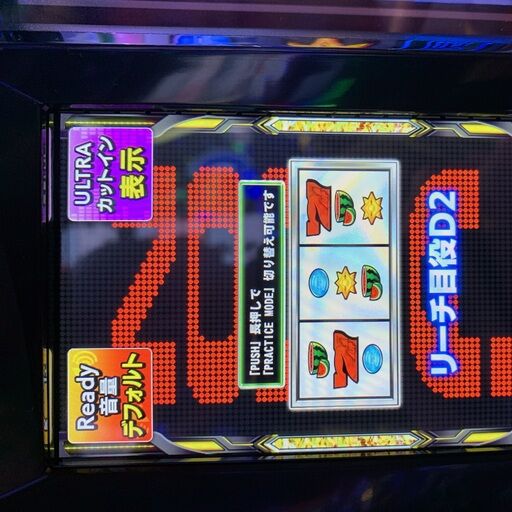 Ready
音量
デフォルト
ULTRA
カットイン
表示
「PUSH」長押しで
「PRACTICE MODE」切り替え可能です
リーチ目役D2